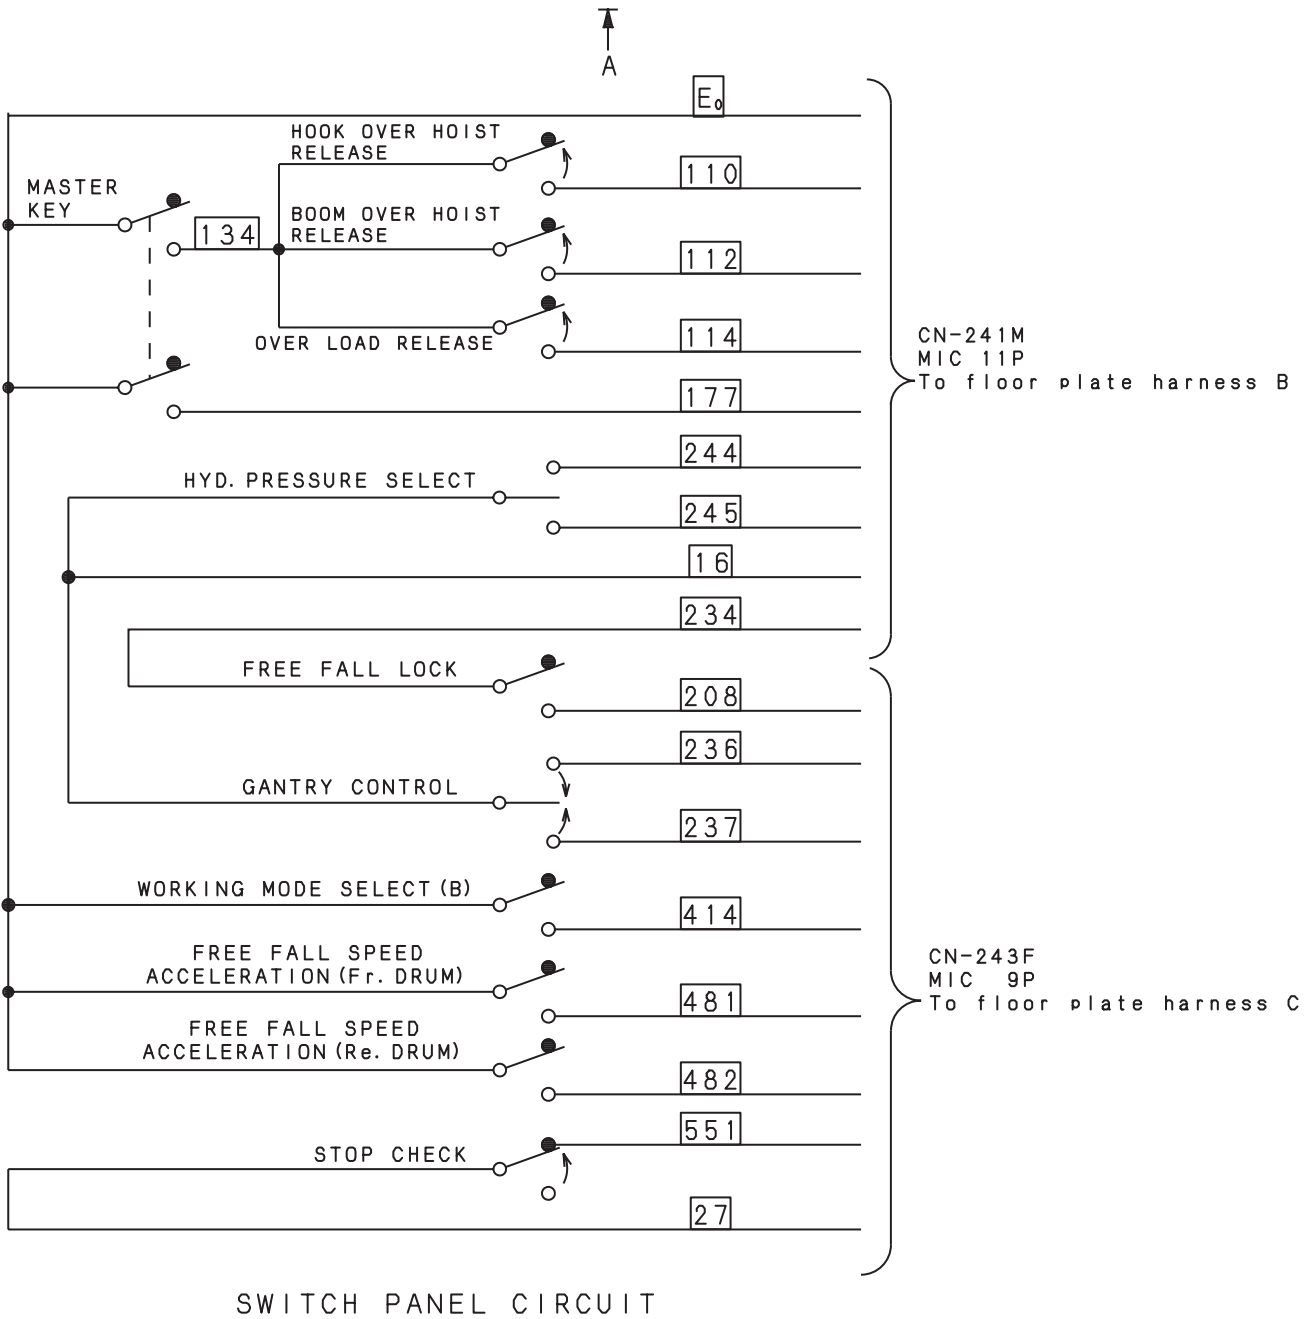 A
E₀
HOOK OVER HOIST
RELEASE
110
MASTER
KEY
134
BOOM OVER HOIST
RELEASE
112
114
OVER LOAD RELEASE
CN-241M
MIC 11P
To floor plate harness B
177
244
HYD. PRESSURE SELECT
245
16
234
FREE FALL LOCK
208
236
GANTRY CONTROL
237
WORKING MODE SELECT(B)
414
FREE FALL SPEED
ACCELERATION(Fr. DRUM)
CN-243F
MIC 9P
To floor plate harness C
481
FREE FALL SPEED
ACCELERATION(Re. DRUM)
482
551
STOP CHECK
27
SWITCH PANEL CIRCUIT